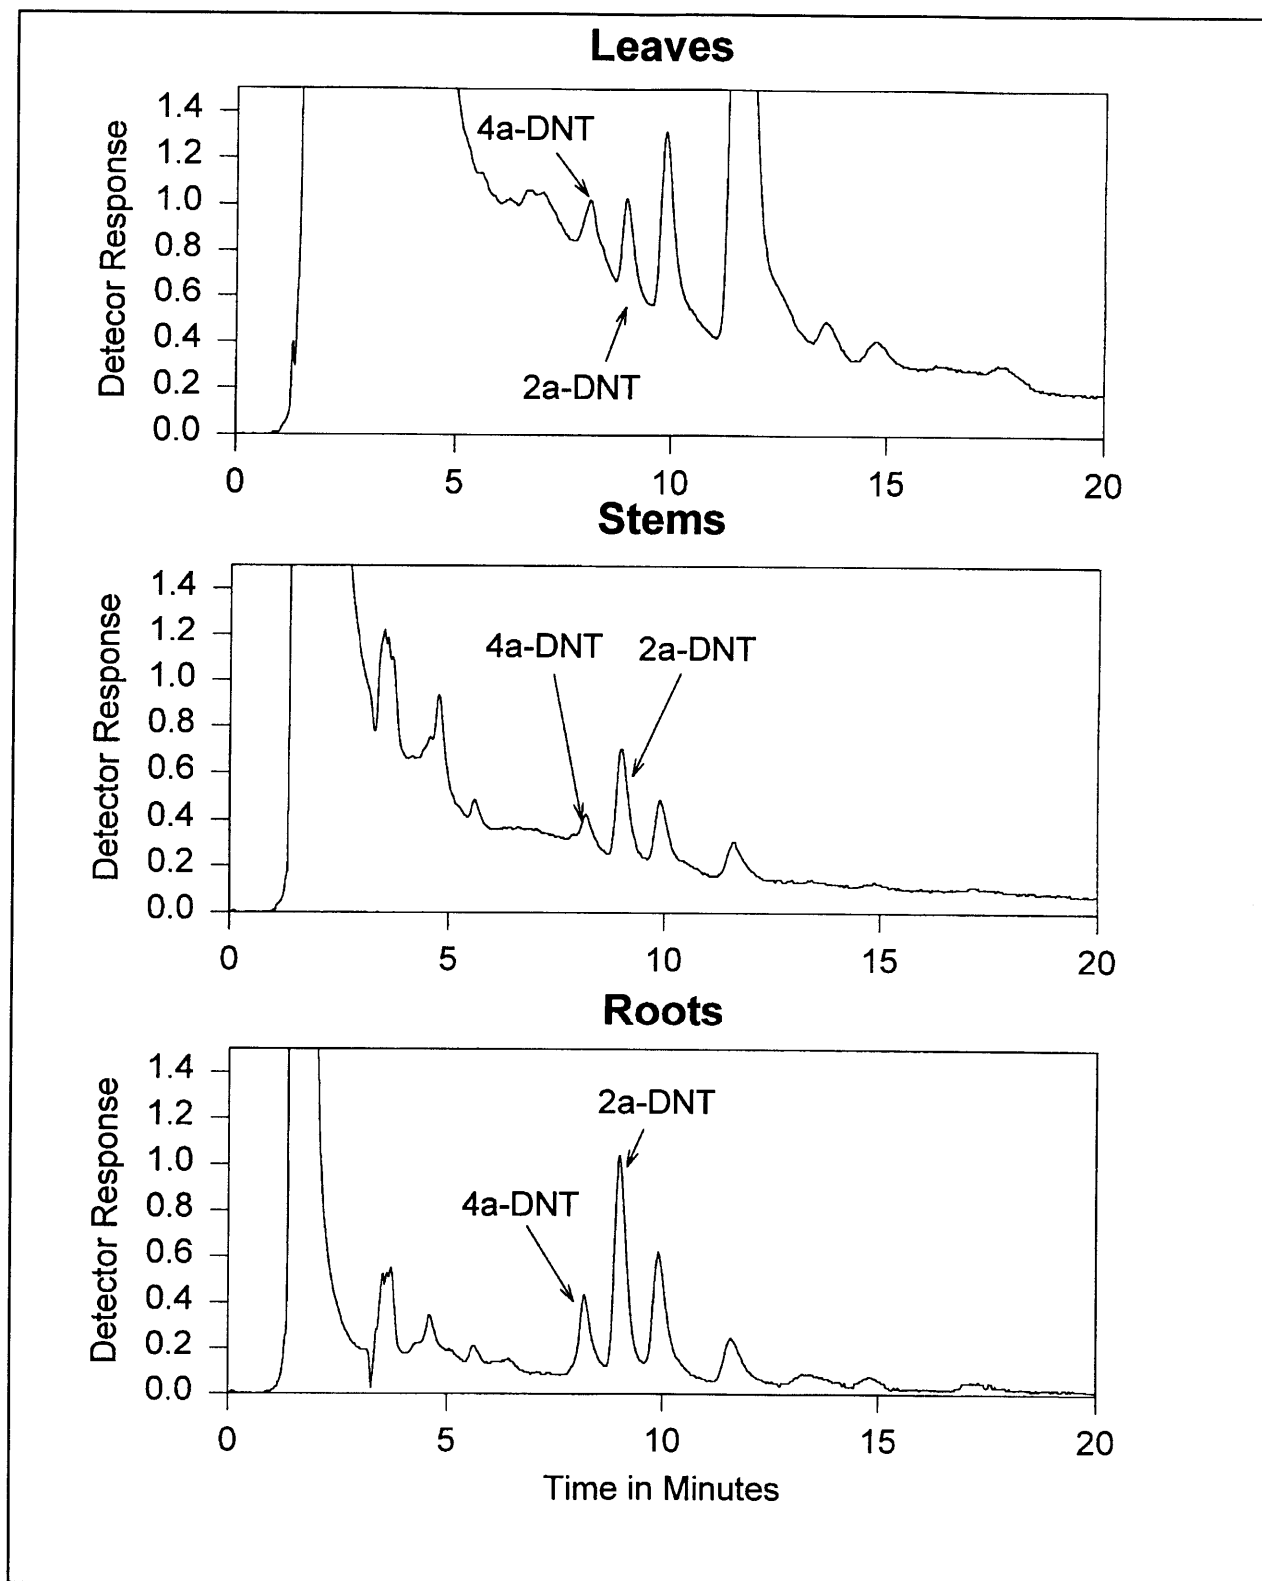 Leaves
Detecor Response
1.4
1.2
1.0
0.8
0.6
0.4
0.2
0.0
4a-DNT
2a-DNT
0 5 10 15 20
Stems
Detector Response
1.4
1.2
1.0
0.8
0.6
0.4
0.2
0.0
4a-DNT 2a-DNT
0 5 10 15 20
Roots
Detector Response
1.4
1.2
1.0
0.8
0.6
0.4
0.2
0.0
2a-DNT
4a-DNT
0 5 10 15 20
Time in Minutes